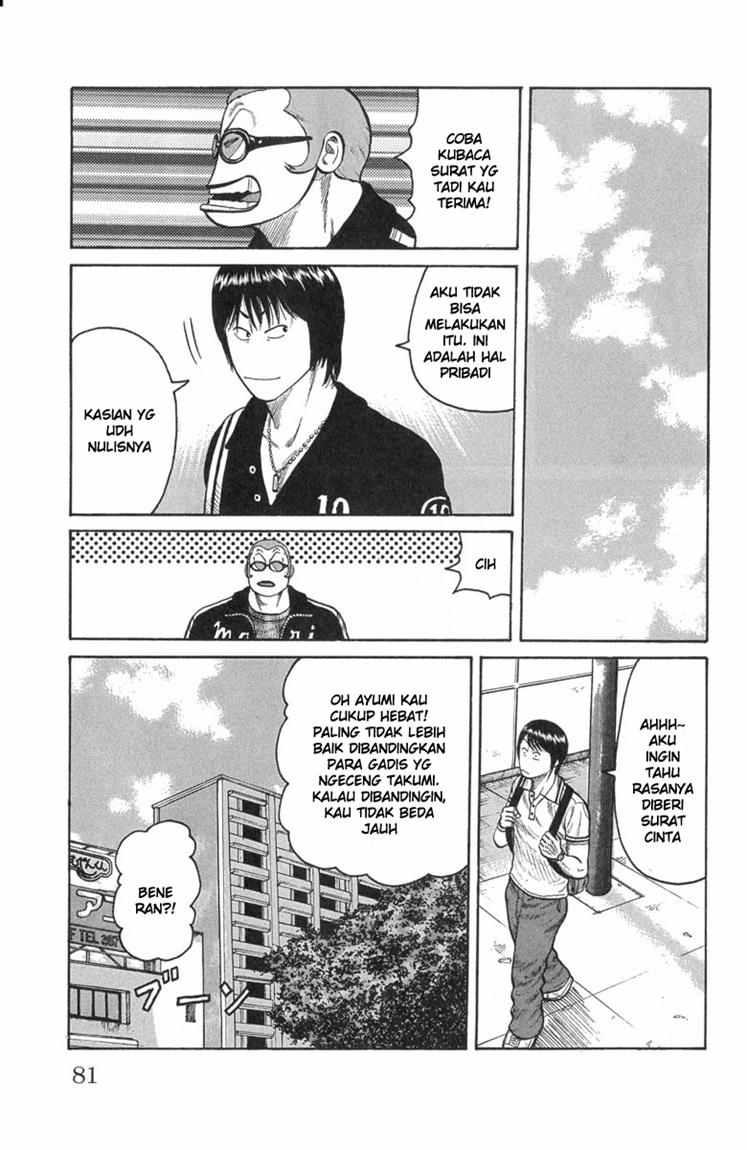 COBA
KUBACA
SURAT YG
TADI KAU
TERIMA!
AKU TIDAK
BISA
MELAKUKAN
ITU. INI
ADALAH HAL
PRIBADI
KASIAN YG
UDH
NULISNYA
10
10
CIH
AHHH~
AKU
INGIN
TAHU
RASANYA
DIBERI
SURAT
CINTA
OH AYUMI KAU
CUKUP HEBAT!
PALING TIDAK LEBIH
BAIK DIBANDINGKAN
PARA GADIS YG
NGECENG TAKUMI.
KALAU DIBANDINGIN,
KAU TIDAK BEDA
JAUH
BENE
RAN?!
ブーン
81